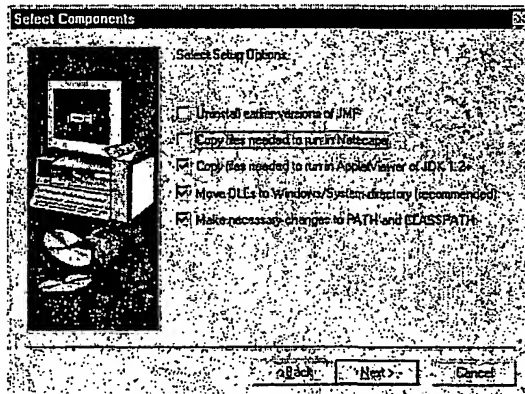 Select Components
Select Setup Options:
Uninstall earlier versions of JMF
Copy files needed to run in Netscape
Copy files needed to run in AppletViewer of JDK 1.2+
Move DLLs to Windows/System directory (recommended)
Make necessary changes to PATH and CLASSPATH
< Back
Next >
Cancel